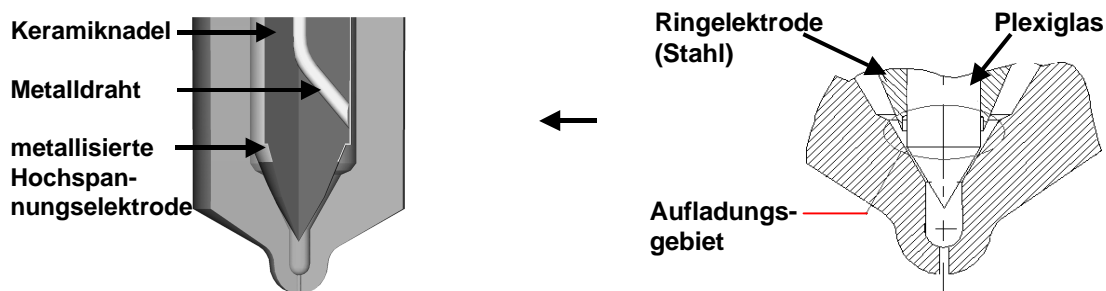 Keramiknadel
Metalldraht
metallisierte
Hochspan-
nungselektrode
Ringelektrode
(Stahl)
Plexiglas
Aufladungs-
gebiet